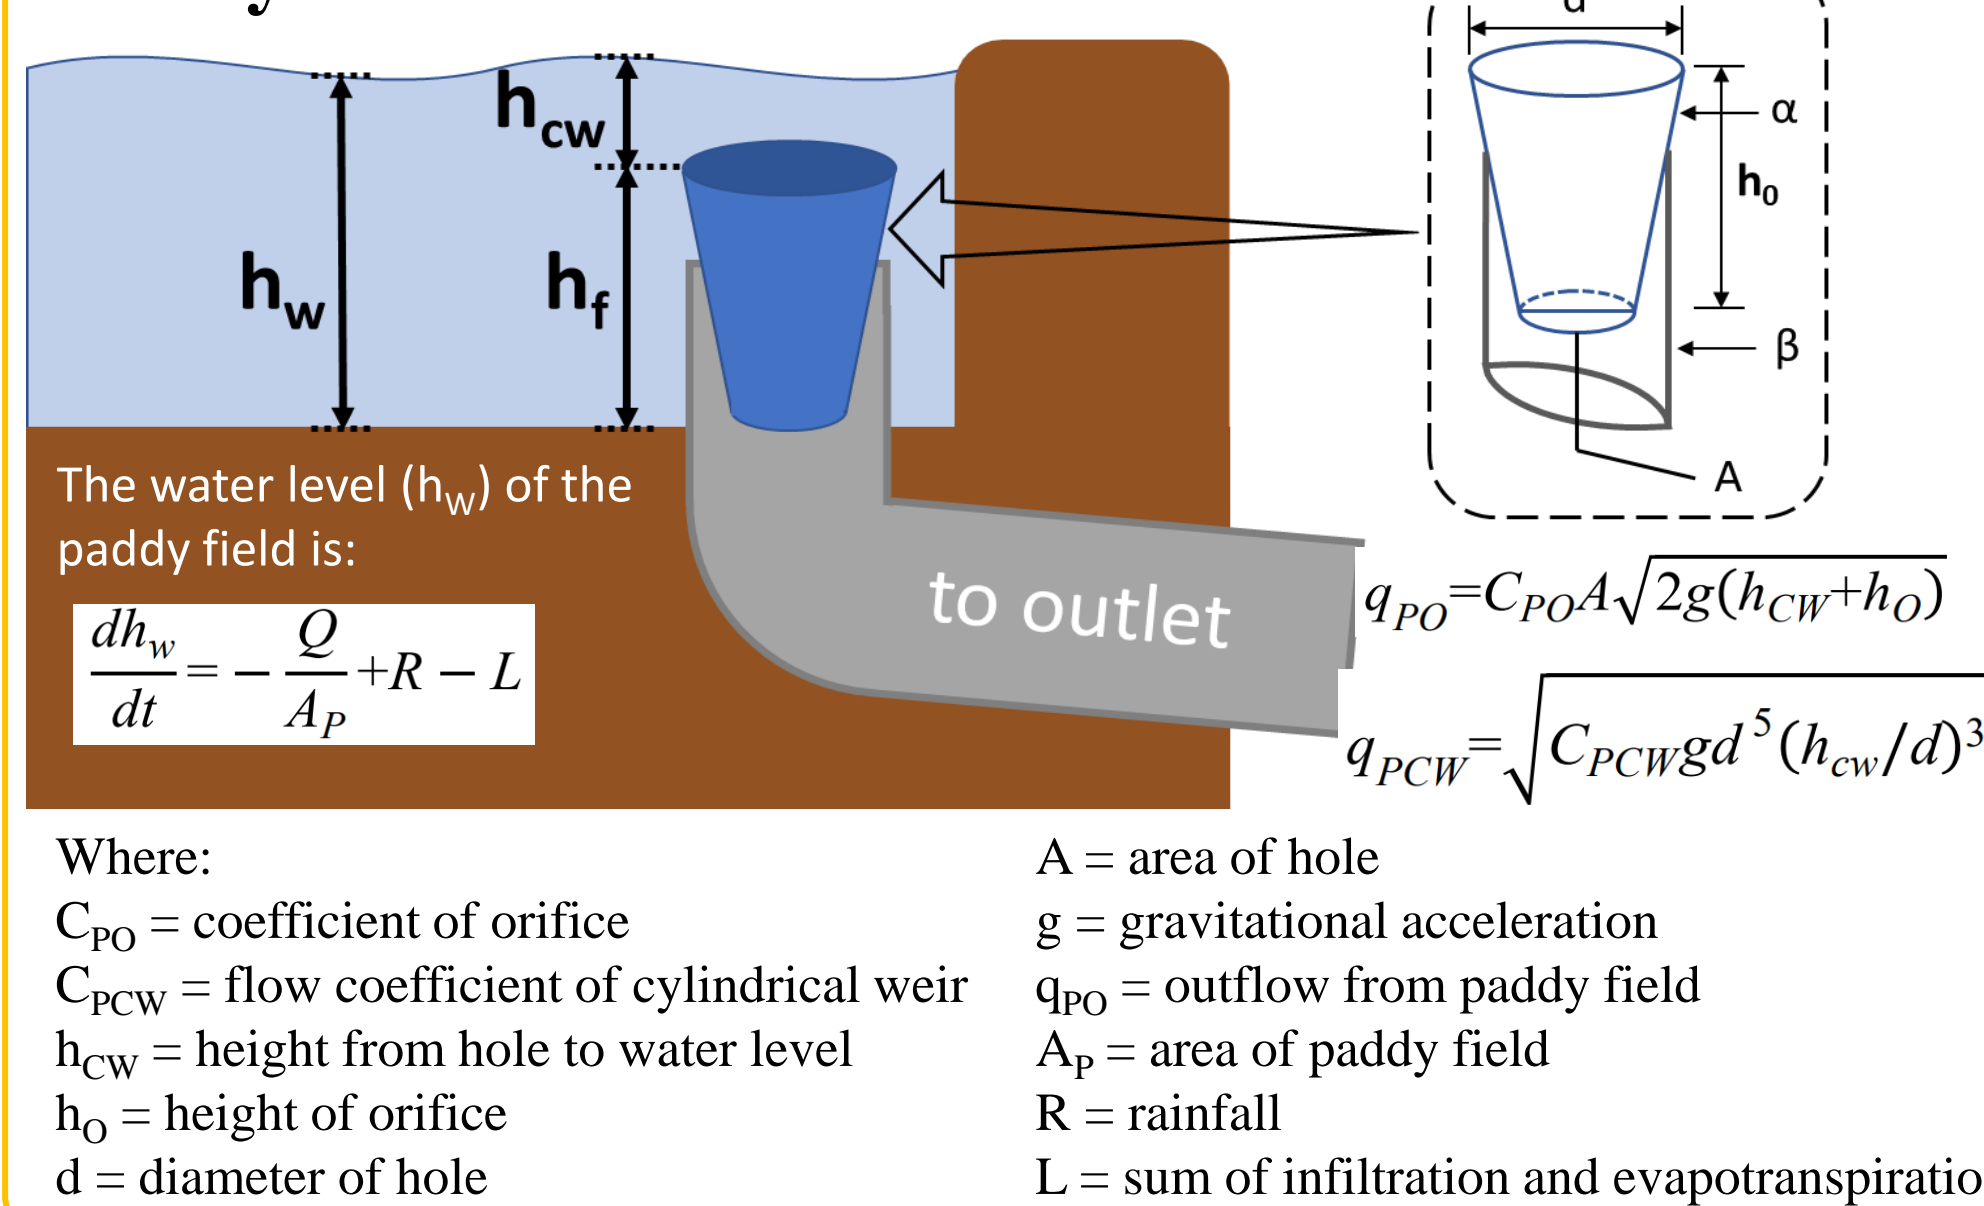 d
h_cw
α
h_0
h_w
h_f
β
A
The water level (h_W) of the
paddy field is:
dh_w/dt = − Q/A_P + R − L
to outlet
q_PO=C_PO A√2g(h_CW+h_O)
q_PCW=√C_PCW gd^5(h_cw/d)^3
Where:
C_PO = coefficient of orifice
C_PCW = flow coefficient of cylindrical weir
h_CW = height from hole to water level
h_O = height of orifice
d = diameter of hole
A = area of hole
g = gravitational acceleration
q_PO = outflow from paddy field
A_P = area of paddy field
R = rainfall
L = sum of infiltration and evapotranspiratio